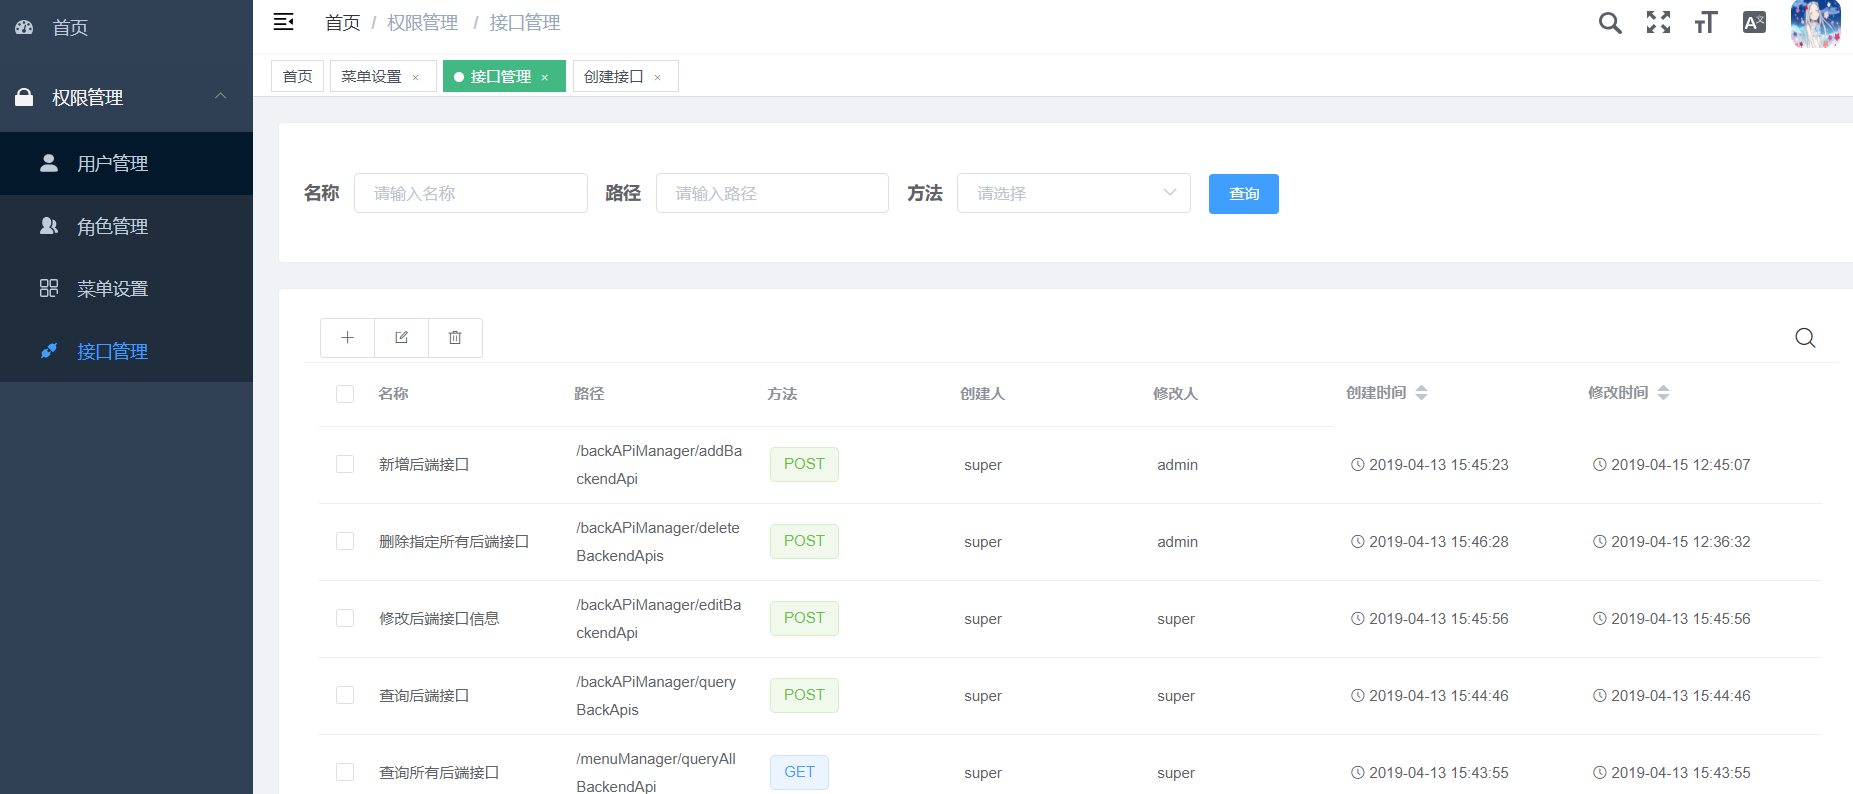 首页
权限管理
用户管理
角色管理
菜单设置
接口管理
首页 / 权限管理 / 接口管理
首页 菜单设置 × 接口管理 × 创建接口 ×
名称 请输入名称 路径 请输入路径 方法 请选择 查询
名称 路径 方法 创建人 修改人 创建时间 修改时间
新增后端接口 /backAPiManager/addBa
ckendApi POST super admin 2019-04-13 15:45:23 2019-04-15 12:45:07
删除指定所有后端接口 /backAPiManager/delete
BackendApis POST super admin 2019-04-13 15:46:28 2019-04-15 12:36:32
修改后端接口信息 /backAPiManager/editBa
ckendApi POST super super 2019-04-13 15:45:56 2019-04-13 15:45:56
查询后端接口 /backAPiManager/query
BackApis POST super super 2019-04-13 15:44:46 2019-04-13 15:44:46
查询所有后端接口 /menuManager/queryAll
BackendApi GET super super 2019-04-13 15:43:55 2019-04-13 15:43:55